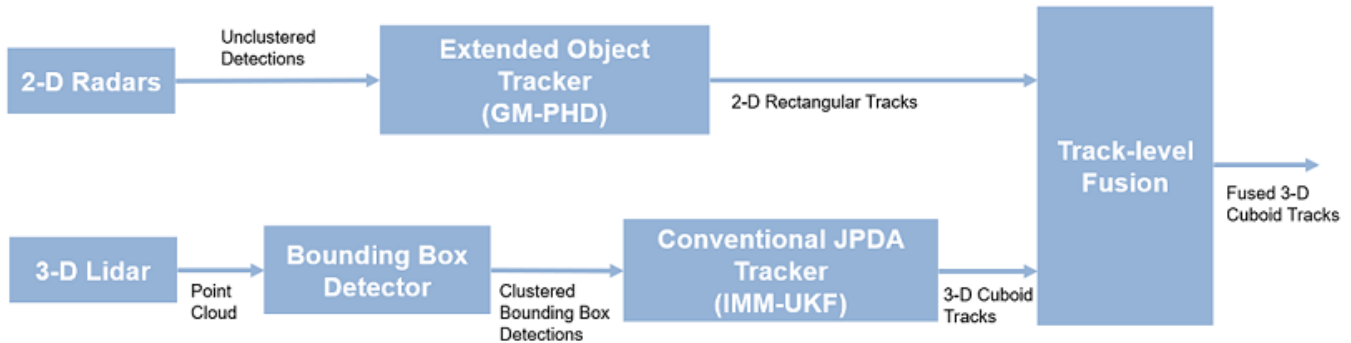 Unclustered
Detections
2-D Radars
Extended Object
Tracker
(GM-PHD)
2-D Rectangular Tracks
Track-level
Fusion
Fused 3-D
Cuboid Tracks
3-D Lidar
Point
Cloud
Bounding Box
Detector
Clustered
Bounding Box
Detections
Conventional JPDA
Tracker
(IMM-UKF)
3-D Cuboid
Tracks